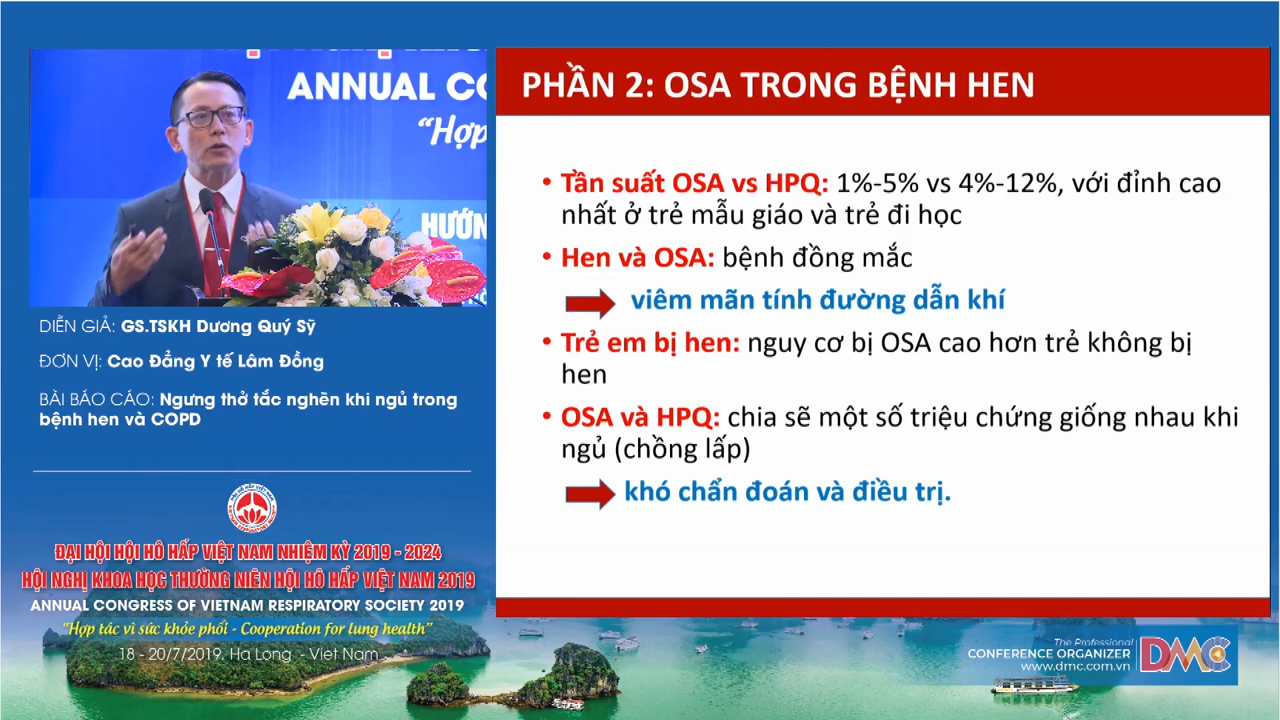 ANNUAL CO
“Hợp
HƯỚN
DIỄN GIẢ: GS.TSKH Dương Quý Sỹ
ĐƠN VỊ: Cao Đẳng Y tế Lâm Đồng
BÀI BÁO CÁO: Ngưng thở tắc nghẽn khi ngủ trong
bệnh hen và COPD
ĐẠI HỘI HỘI HÔ HẤP VIỆT NAM NHIỆM KỲ 2019 - 2024
HỘI NGHỊ KHOA HỌC THƯỜNG NIÊN HỘI HÔ HẤP VIỆT NAM 2019
ANNUAL CONGRESS OF VIETNAM RESPIRATORY SOCIETY 2019
“Hợp tác vì sức khỏe phổi - Cooperation for lung health”
18 - 20/7/2019. Ha Long - Viet Nam
PHẦN 2: OSA TRONG BỆNH HEN
• Tần suất OSA vs HPQ: 1%-5% vs 4%-12%, với đỉnh cao
nhất ở trẻ mẫu giáo và trẻ đi học
• Hen và OSA: bệnh đồng mắc
viêm mãn tính đường dẫn khí
• Trẻ em bị hen: nguy cơ bị OSA cao hơn trẻ không bị
hen
• OSA và HPQ: chia sẽ một số triệu chứng giống nhau khi
ngủ (chồng lấp)
khó chẩn đoán và điều trị.
The Professional
CONFERENCE ORGANIZER
www.dmc.com.vn
DMC